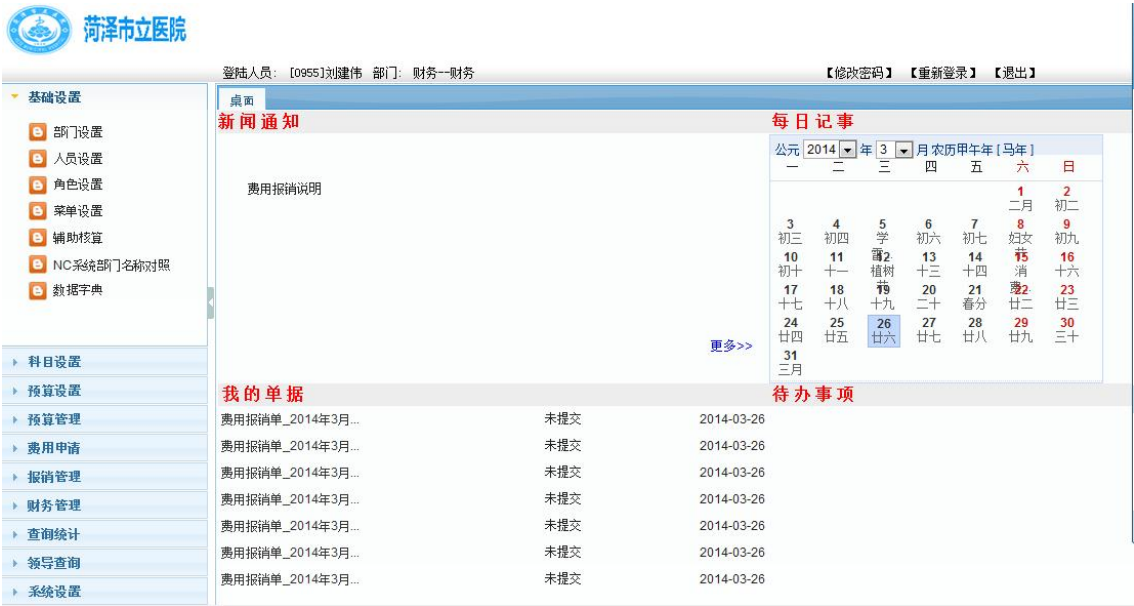 菏泽市立医院
登陆人员: [0955]刘建伟 部门: 财务--财务
【修改密码】 【重新登录】 【退出】
基础设置
部门设置
人员设置
角色设置
菜单设置
辅助核算
NC系统部门名称对照
数据字典
科目设置
预算设置
预算管理
费用申请
报销管理
财务管理
查询统计
领导查询
系统设置
桌面
新闻通知
费用报销说明
更多>>
每日记事
公元 2014 年 3 月 农历甲午年 [ 马年 ]
一 二 三 四 五 六 日
1 2
二月 初二
3 4 5 6 7 8 9
初三 初四 学 初六 初七 妇女 初九
10 11 12 13 14 15 16
初十 十一 植树 十三 十四 消 十六
17 18 19 20 21 22 23
十七 十八 十九 二十 春分 廿二 廿三
24 25 26 27 28 29 30
廿四 廿五 廿六 廿七 廿八 廿九 三十
31
三月
我的单据
费用报销单_2014年3月... 未提交 2014-03-26
费用报销单_2014年3月... 未提交 2014-03-26
费用报销单_2014年3月... 未提交 2014-03-26
费用报销单_2014年3月... 未提交 2014-03-26
费用报销单_2014年3月... 未提交 2014-03-26
费用报销单_2014年3月... 未提交 2014-03-26
费用报销单_2014年3月... 未提交 2014-03-26
待办事项